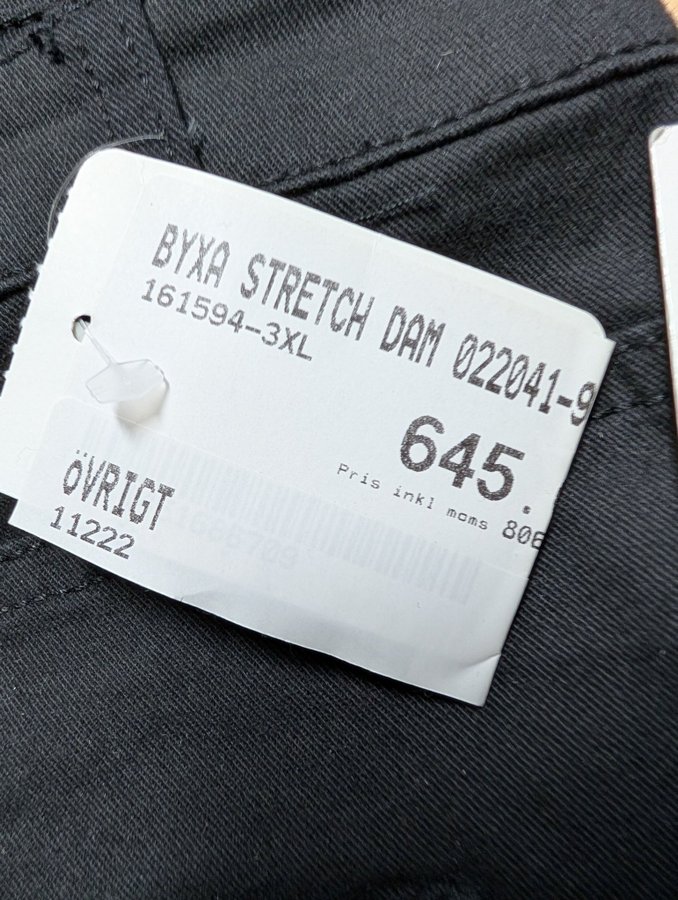 BYXA STRETCH DAM 022041-9
161594-3XL
645.
Pris inkl moms 806
ÖVRIGT
11222